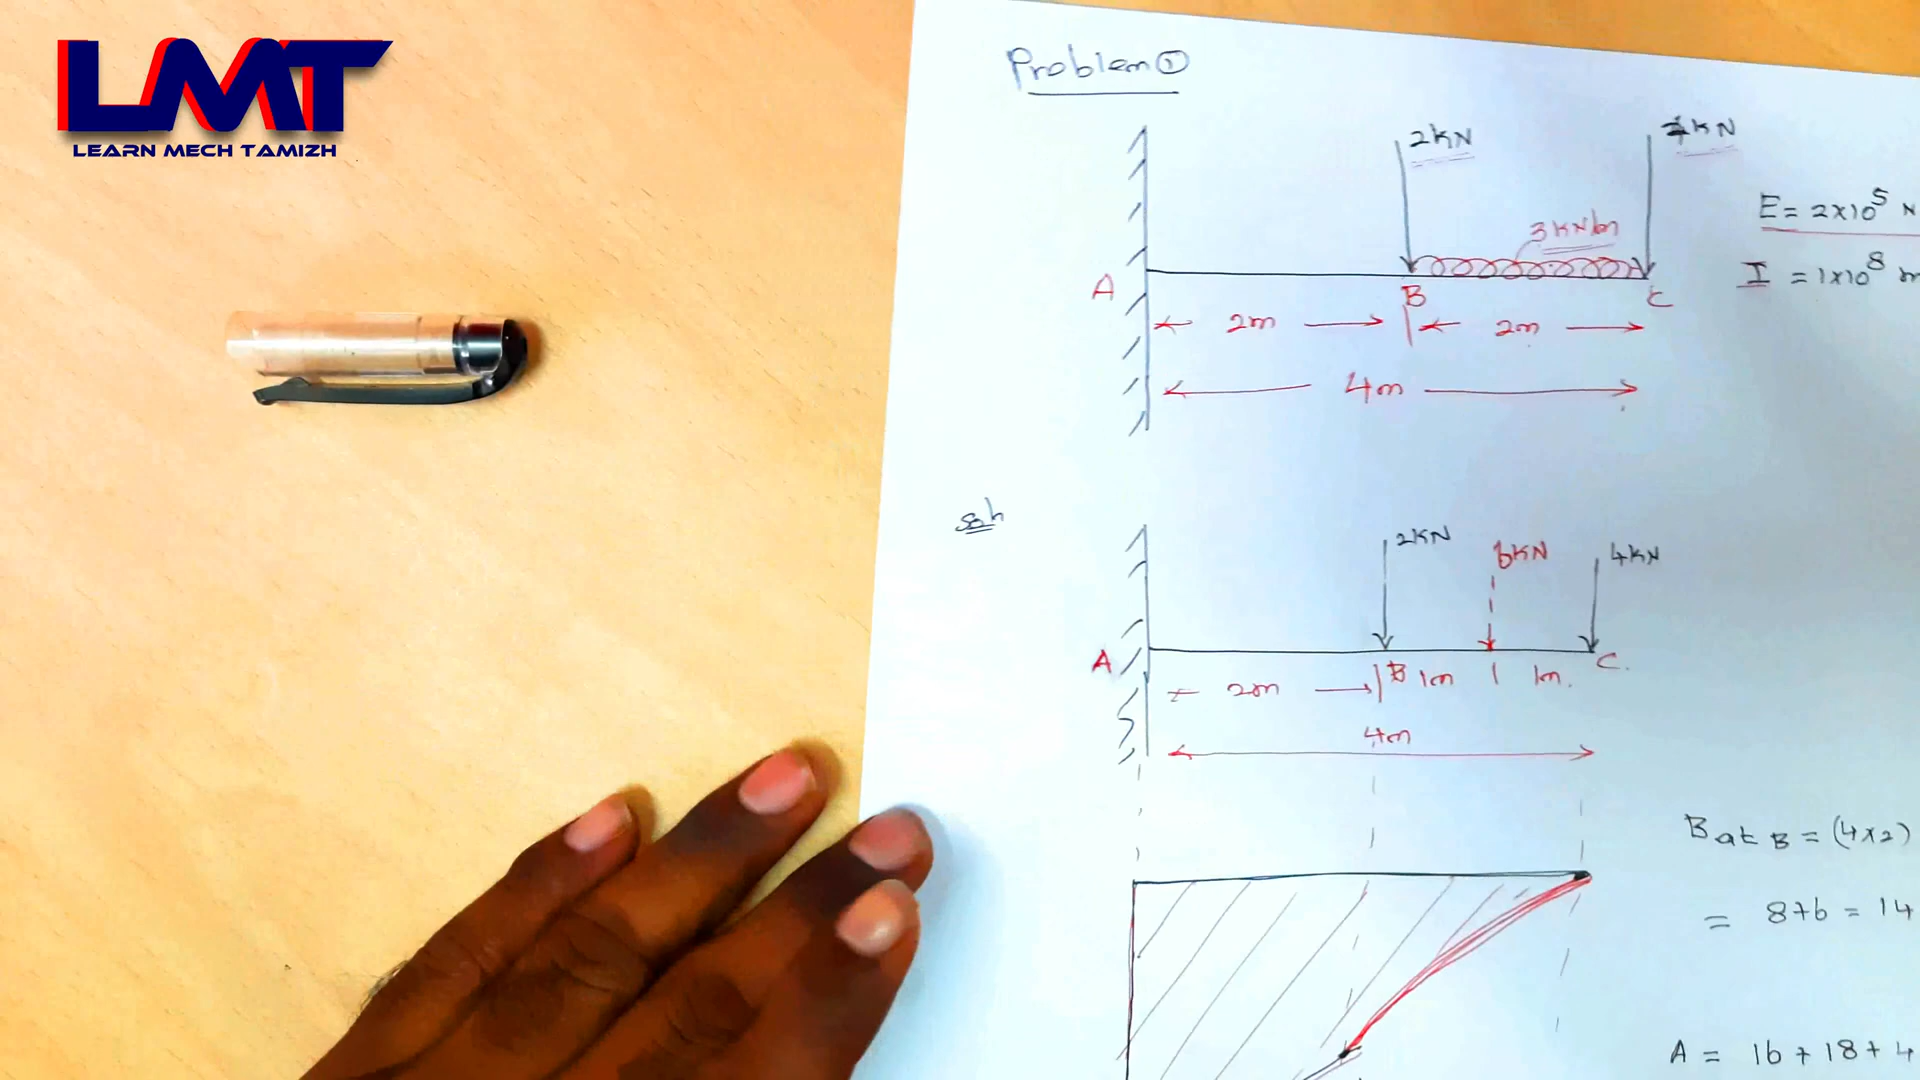 LMT
LEARN MECH TAMIZH
Problem ①
2KN
4KN
3KN/m
E = 2x10⁵ N
I = 1x10⁸ m
A
B
C
2m
2m
4m
Soln
2KN
6KN
4KN
A
B
C.
2m
1m
1m.
4m
B at B = (4x2)
= 8+6 = 14
A = 16+18+4